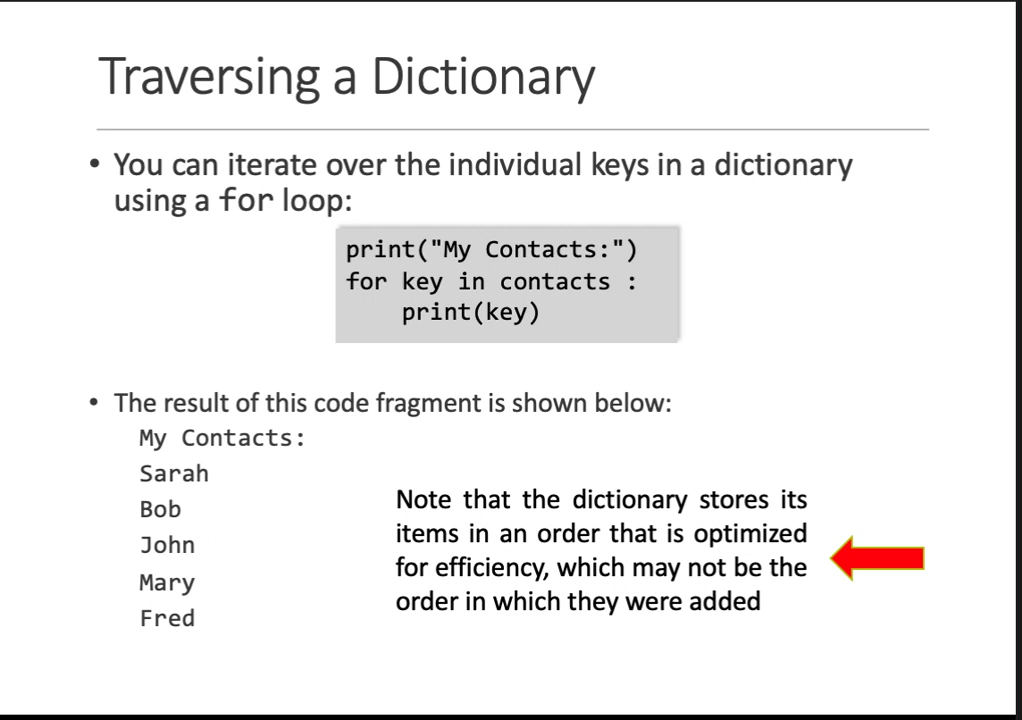 Traversing a Dictionary
• You can iterate over the individual keys in a dictionary
using a for loop:
print("My Contacts:")
for key in contacts :
    print(key)
• The result of this code fragment is shown below:
My Contacts:
Sarah
Bob
John
Mary
Fred
Note that the dictionary stores its
items in an order that is optimized
for efficiency, which may not be the
order in which they were added